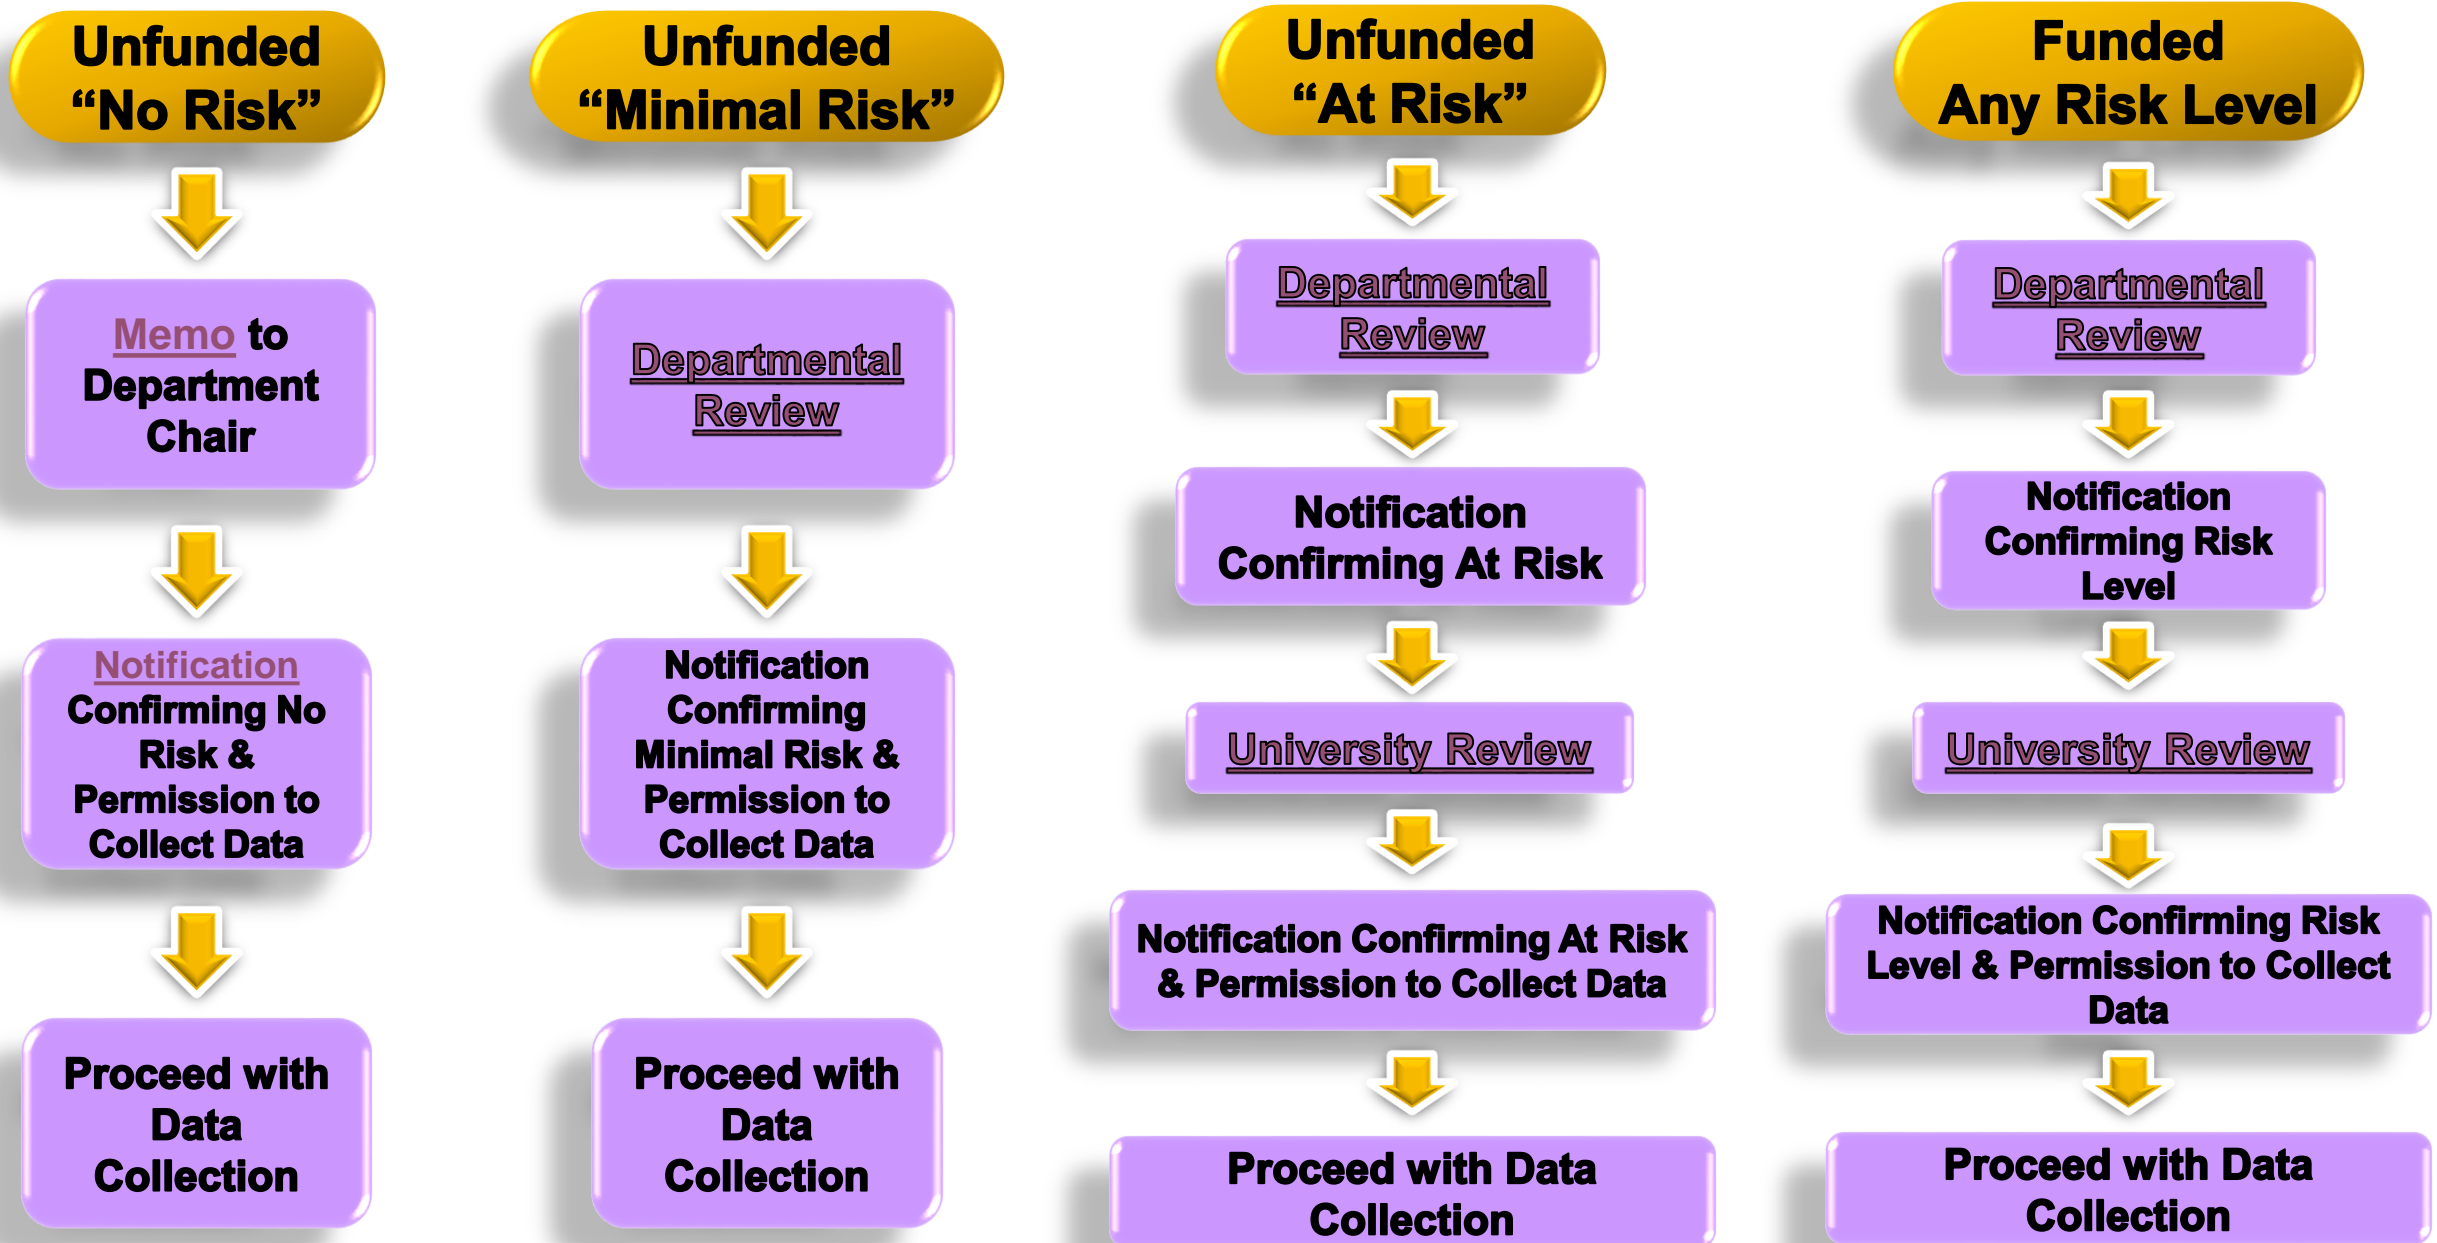 Unfunded
“No Risk”
Memo to
Department
Chair
Notification
Confirming No
Risk &
Permission to
Collect Data
Proceed with
Data
Collection
Unfunded
“Minimal Risk”
Departmental
Review
Notification
Confirming
Minimal Risk &
Permission to
Collect Data
Proceed with
Data
Collection
Unfunded
“At Risk”
Departmental
Review
Notification
Confirming At Risk
University Review
Notification Confirming At Risk
& Permission to Collect Data
Proceed with Data
Collection
Funded
Any Risk Level
Departmental
Review
Notification
Confirming Risk
Level
University Review
Notification Confirming Risk
Level & Permission to Collect
Data
Proceed with Data
Collection